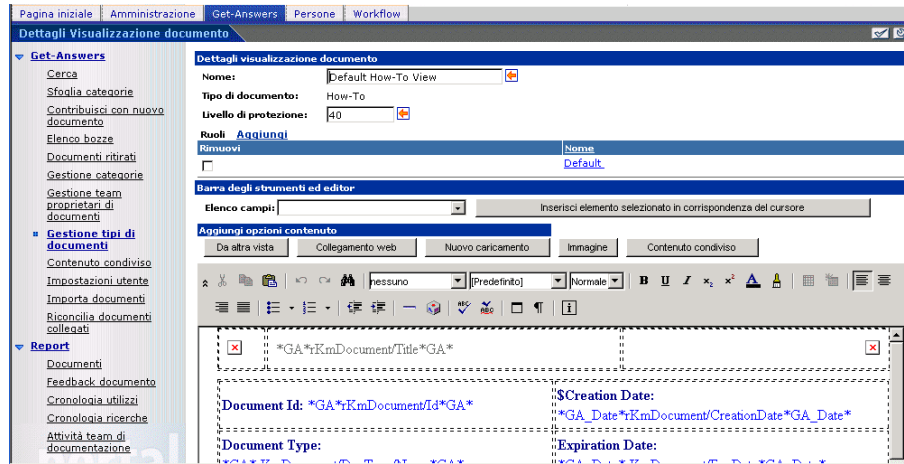 Pagina iniziale Amministrazione Get-Answers Persone Workflow
Dettagli Visualizzazione documento
Get-Answers
Cerca
Sfoglia categorie
Contribuisci con nuovo
documento
Elenco bozze
Documenti ritirati
Gestione categorie
Gestione team
proprietari di
documenti
Gestione tipi di
documenti
Contenuto condiviso
Impostazioni utente
Importa documenti
Riconcilia documenti
collegati
Report
Documenti
Feedback documento
Cronologia utilizzi
Cronologia ricerche
Attività team di
documentazione
portal
Dettagli visualizzazione documento
Nome: Default How-To View
Tipo di documento: How-To
Livello di protezione: 40
Ruoli Aggiungi
Rimuovi Nome
Default
Barra degli strumenti ed editor
Elenco campi: Inserisci elemento selezionato in corrispondenza del cursore
Aggiungi opzioni contenuto
Da altra vista Collegamento web Nuovo caricamento Immagine Contenuto condiviso
nessuno [Predefinito] Normale B U I x₂ x² A
*GA*rKmDocument/Title*GA*
Document Id: *GA*rKmDocument/Id*GA*
$Creation Date:
*GA_Date*rKmDocument/CreationDate*GA_Date*
Document Type:
Expiration Date: